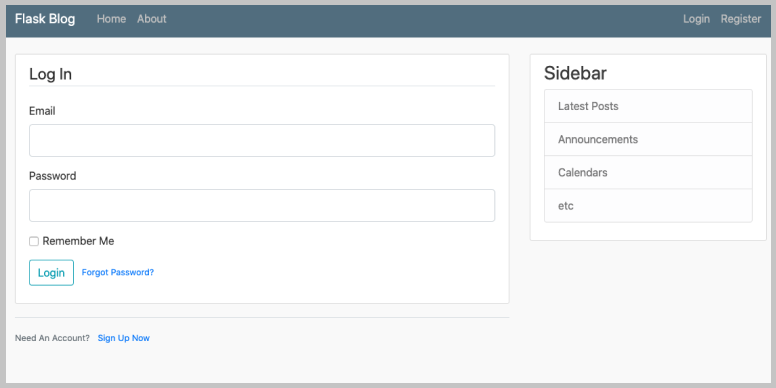 Flask Blog Home About Login Register
Log In
Email
Password
Remember Me
Login Forgot Password?
Need An Account? Sign Up Now
Sidebar
Latest Posts
Announcements
Calendars
etc